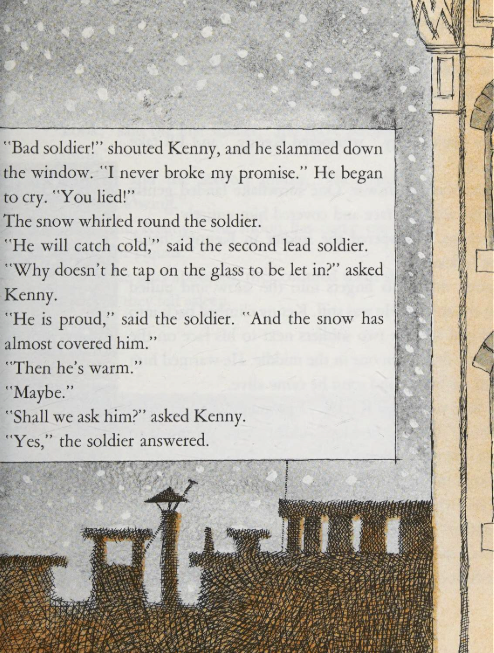 "Bad soldier!" shouted Kenny, and he slammed down
the window. "I never broke my promise." He began
to cry. "You lied!"
The snow whirled round the soldier.
"He will catch cold," said the second lead soldier.
"Why doesn't he tap on the glass to be let in?" asked
Kenny.
"He is proud," said the soldier. "And the snow has
almost covered him."
"Then he's warm."
"Maybe."
"Shall we ask him?" asked Kenny.
"Yes," the soldier answered.